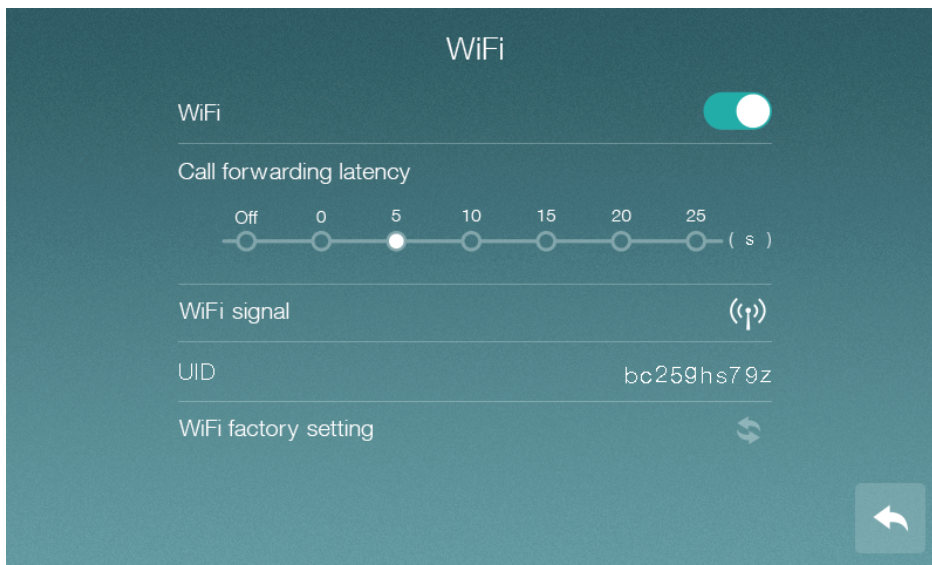 WiFi
WiFi
Call forwarding latency
Off 0 5 10 15 20 25
( s )
WiFi signal
UID bc259hs79z
WiFi factory setting